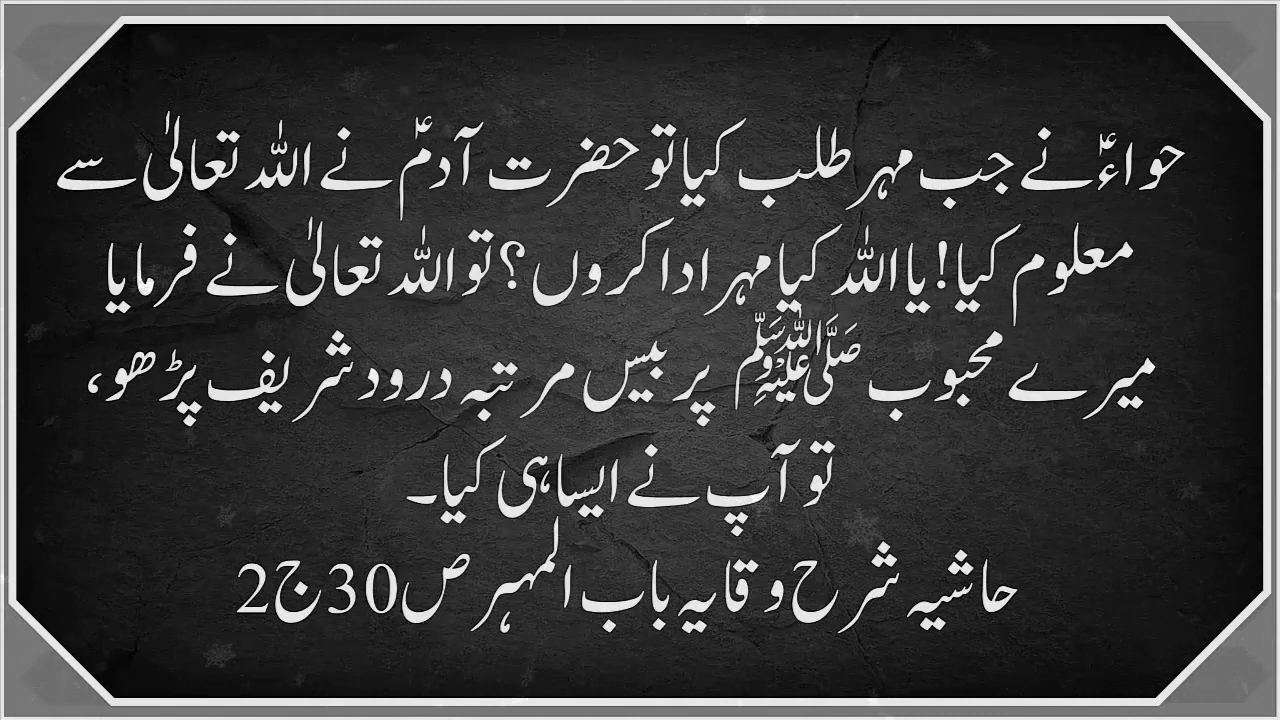 حواءؑ نے جب مہر طلب کیا تو حضرت آدمؑ نے اللہ تعالیٰ سے
معلوم کیا! یا اللہ کیا مہر ادا کروں؟ تو اللہ تعالیٰ نے فرمایا
میرے محبوب ﷺ پر بیس مرتبہ درود شریف پڑھو،
تو آپ نے ایسا ہی کیا۔
حاشیہ شرح وقایہ باب المہر ص30 ج2